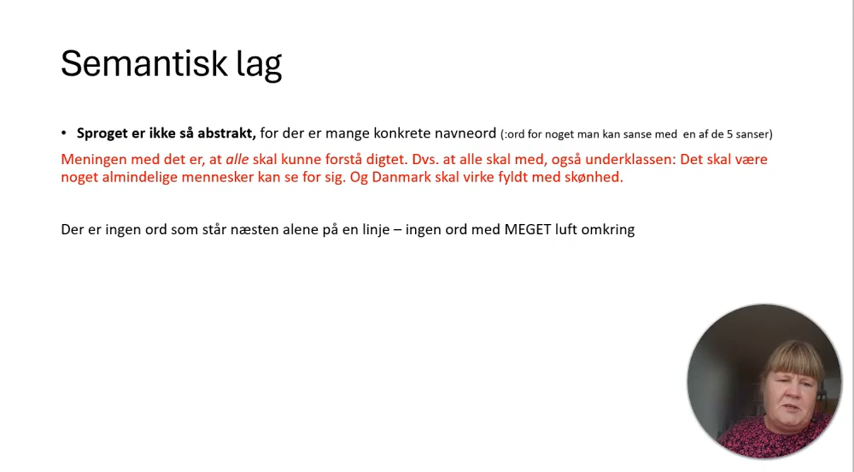 Semantisk lag
• Sproget er ikke så abstrakt, for der er mange konkrete navneord (:ord for noget man kan sanse med en af de 5 sanser)
Meningen med det er, at alle skal kunne forstå digtet. Dvs. at alle skal med, også underklassen: Det skal være
noget almindelige mennesker kan se for sig. Og Danmark skal virke fyldt med skønhed.
Der er ingen ord som står næsten alene på en linje – ingen ord med MEGET luft omkring